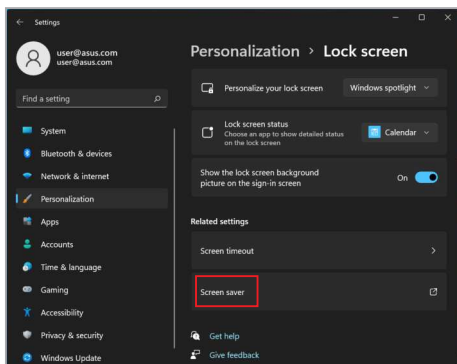 Settings
user@asus.com
user@asus.com
Find a setting
System
Bluetooth & devices
Network & internet
Personalization
Apps
Accounts
Time & language
Gaming
Accessibility
Privacy & security
Windows Update
Personalization > Lock screen
Personalize your lock screen
Windows spotlight
Lock screen status
Choose an app to show detailed status
on the lock screen
Calendar
Show the lock screen background
picture on the sign-in screen
On
Related settings
Screen timeout
Screen saver
Get help
Give feedback